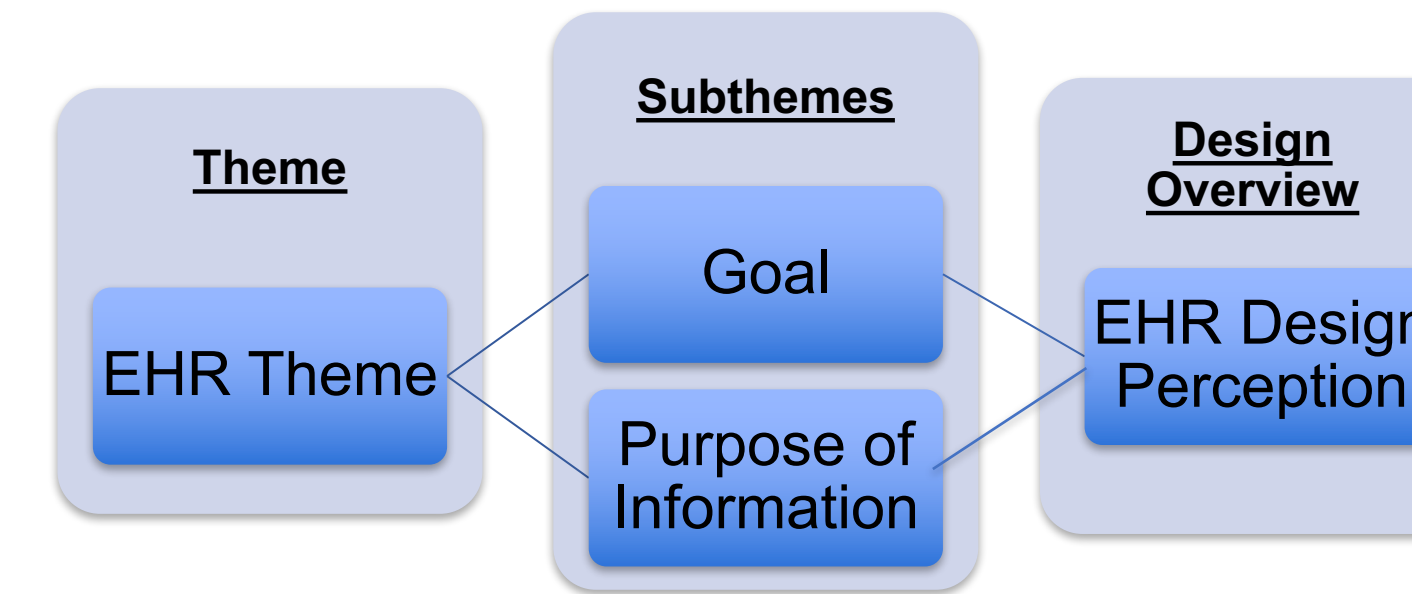 Theme
EHR Theme
Subthemes
Goal
Purpose of
Information
Design
Overview
EHR Design
Perception